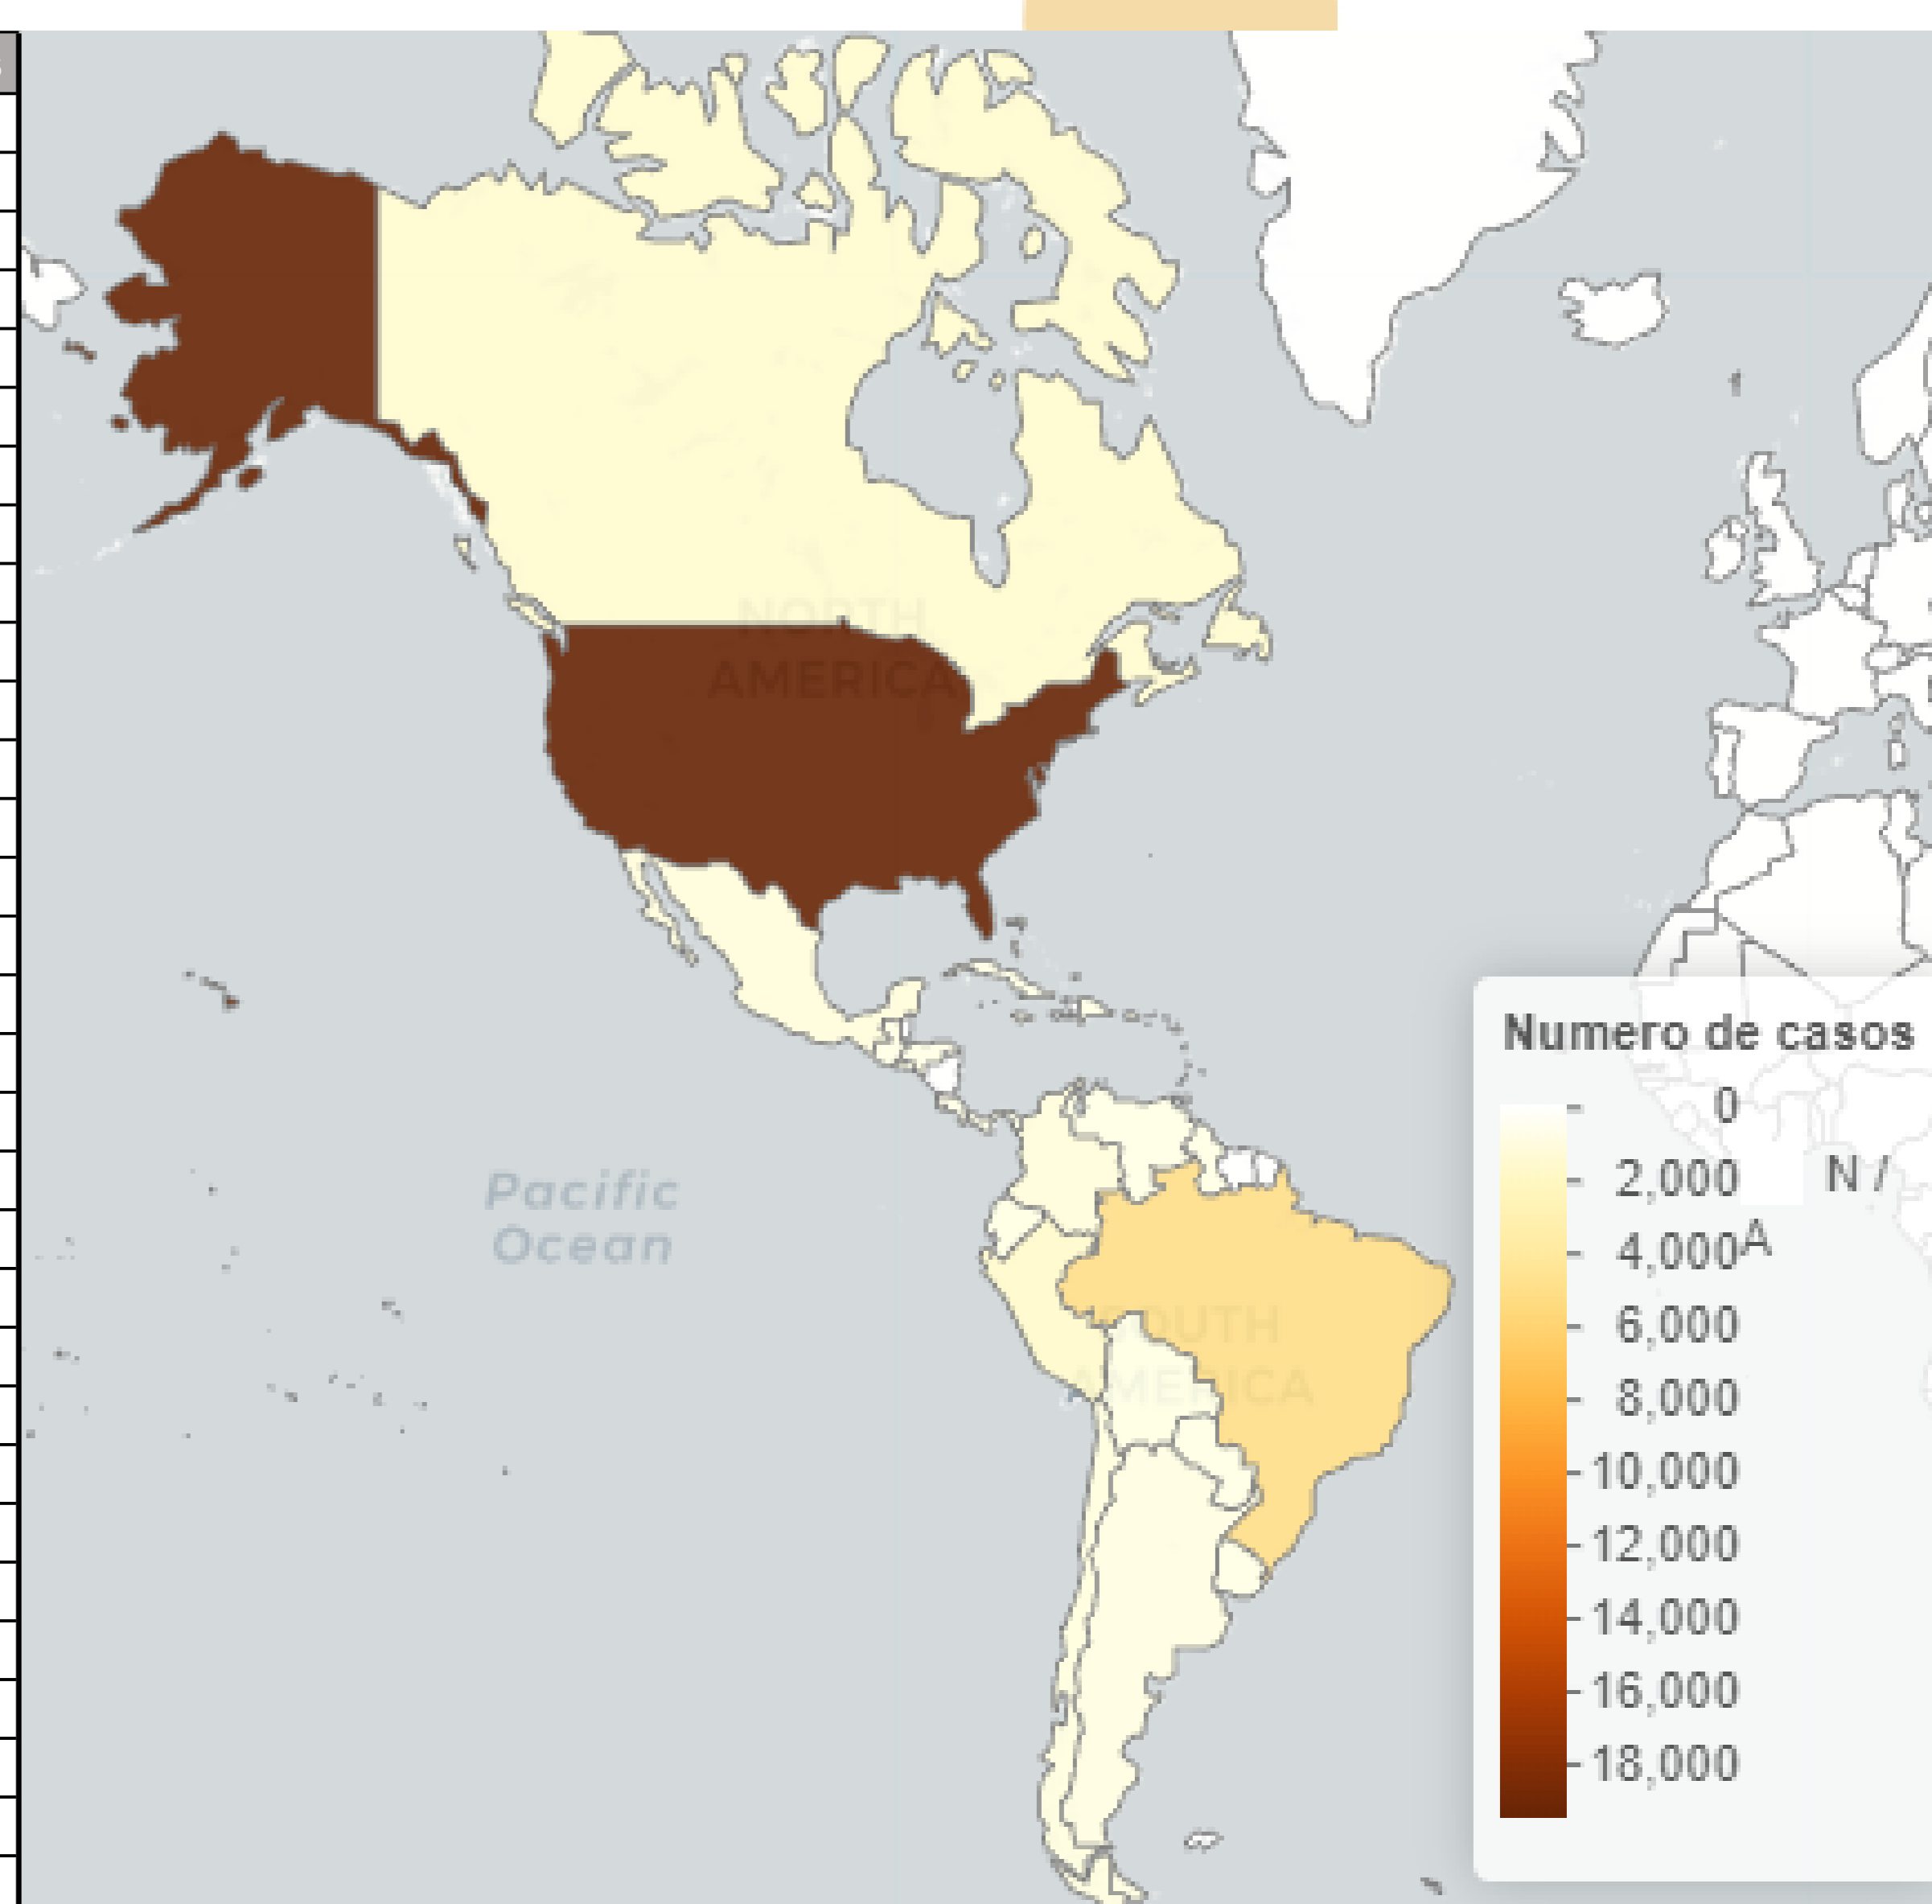 NORTH
AMERICA
Pacific
Ocean
SOUTH
AMERICA
Numero de casos
0
2,000
4,000
6,000
8,000
10,000
12,000
14,000
16,000
18,000
N /
A